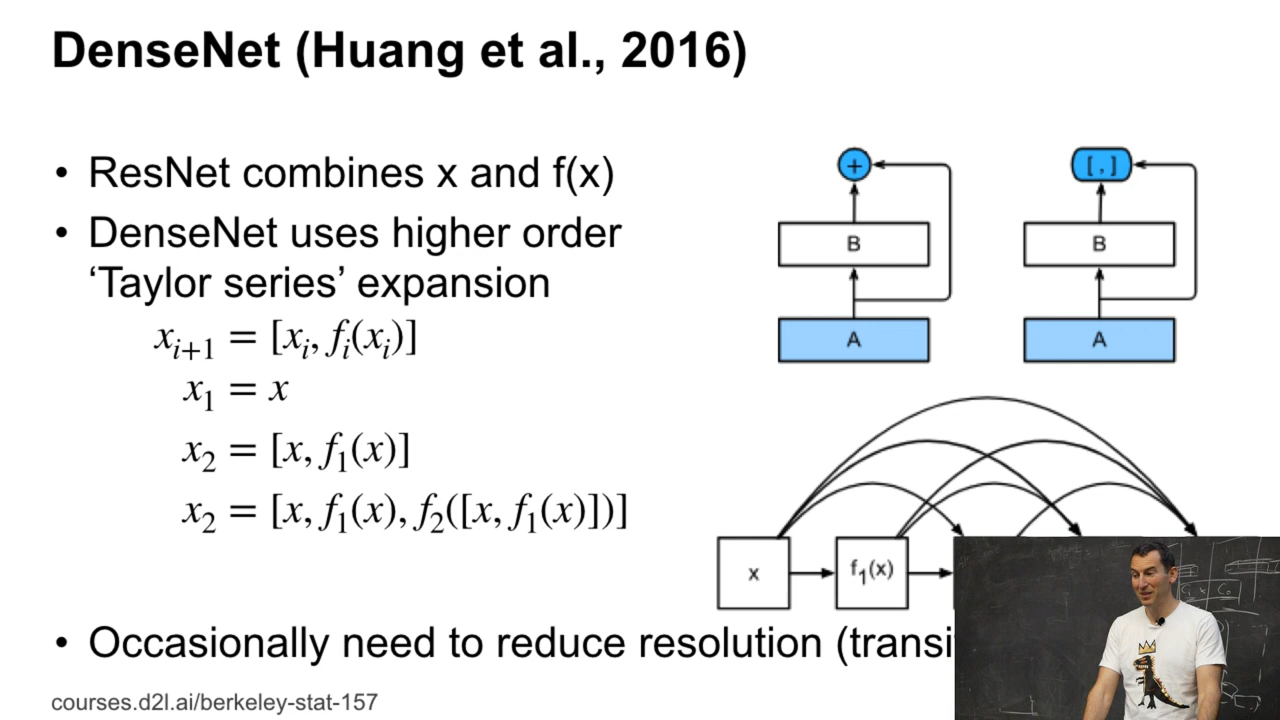 DenseNet (Huang et al., 2016)
• ResNet combines x and f(x)
• DenseNet uses higher order
‘Taylor series’ expansion
xᵢ₊₁ = [xᵢ, fᵢ(xᵢ)]
x₁ = x
x₂ = [x, f₁(x)]
x₂ = [x, f₁(x), f₂([x, f₁(x)])]
+
[ , ]
B
B
A
A
x
f₁(x)
• Occasionally need to reduce resolution (transi
courses.d2l.ai/berkeley-stat-157
Cᵢ x C₀